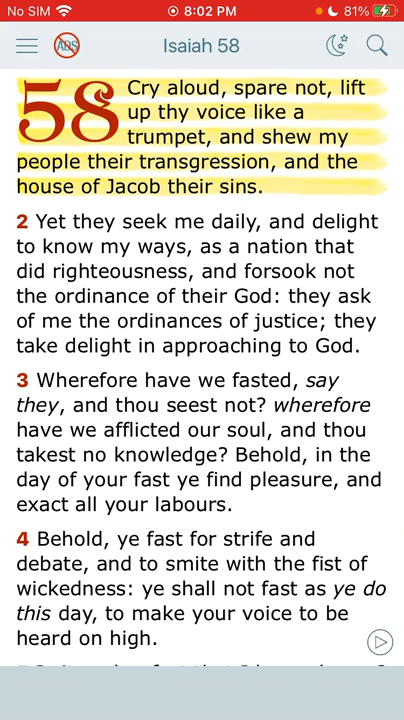 No SIM 8:02 PM 81%
ADS Isaiah 58
58 Cry aloud, spare not, lift
up thy voice like a
trumpet, and shew my
people their transgression, and the
house of Jacob their sins.
2 Yet they seek me daily, and delight
to know my ways, as a nation that
did righteousness, and forsook not
the ordinance of their God: they ask
of me the ordinances of justice; they
take delight in approaching to God.
3 Wherefore have we fasted, say
they, and thou seest not? wherefore
have we afflicted our soul, and thou
takest no knowledge? Behold, in the
day of your fast ye find pleasure, and
exact all your labours.
4 Behold, ye fast for strife and
debate, and to smite with the fist of
wickedness: ye shall not fast as ye do
this day, to make your voice to be
heard on high.